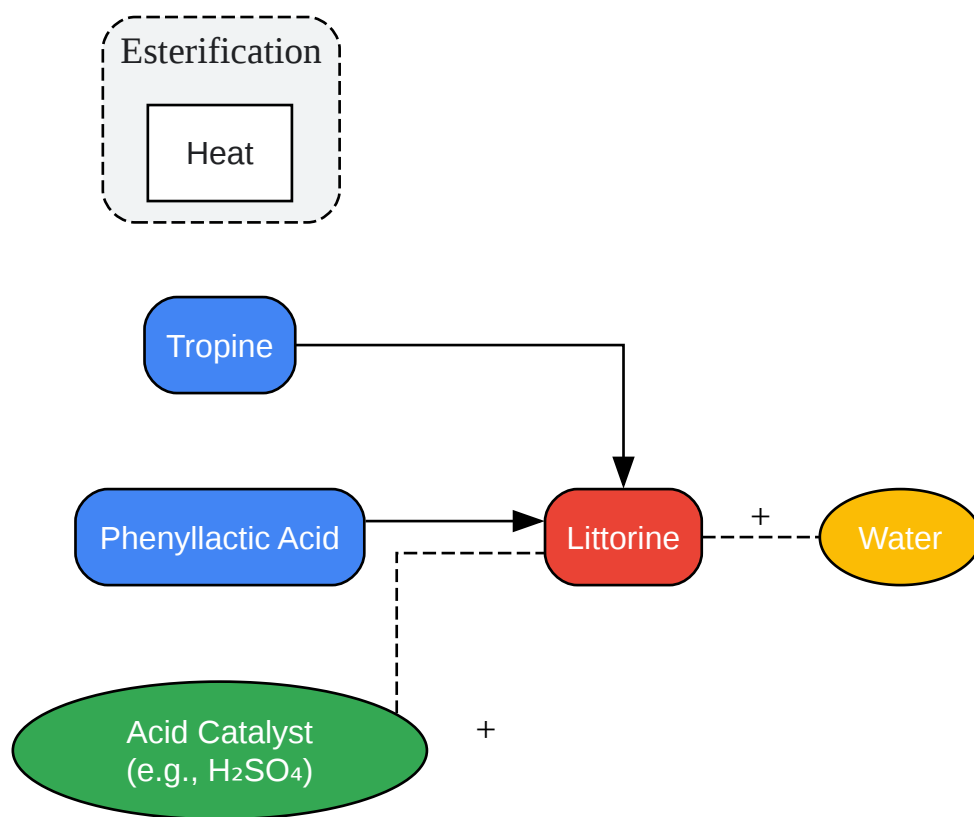 Esterification
Heat
Tropine
Phenyllactic Acid
Littorine
+
Water
Acid Catalyst
(e.g., H₂SO₄)
+